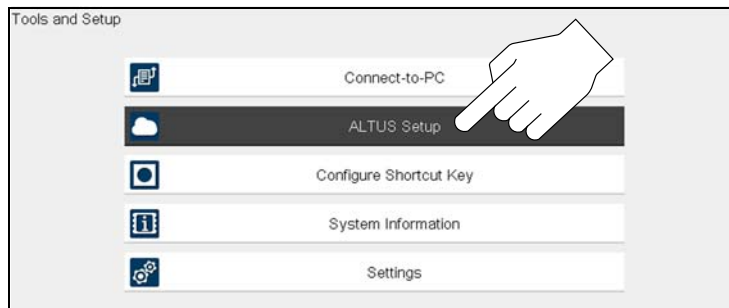 Tools and Setup
Connect-to-PC
ALTUS Setup
Configure Shortcut Key
System Information
Settings